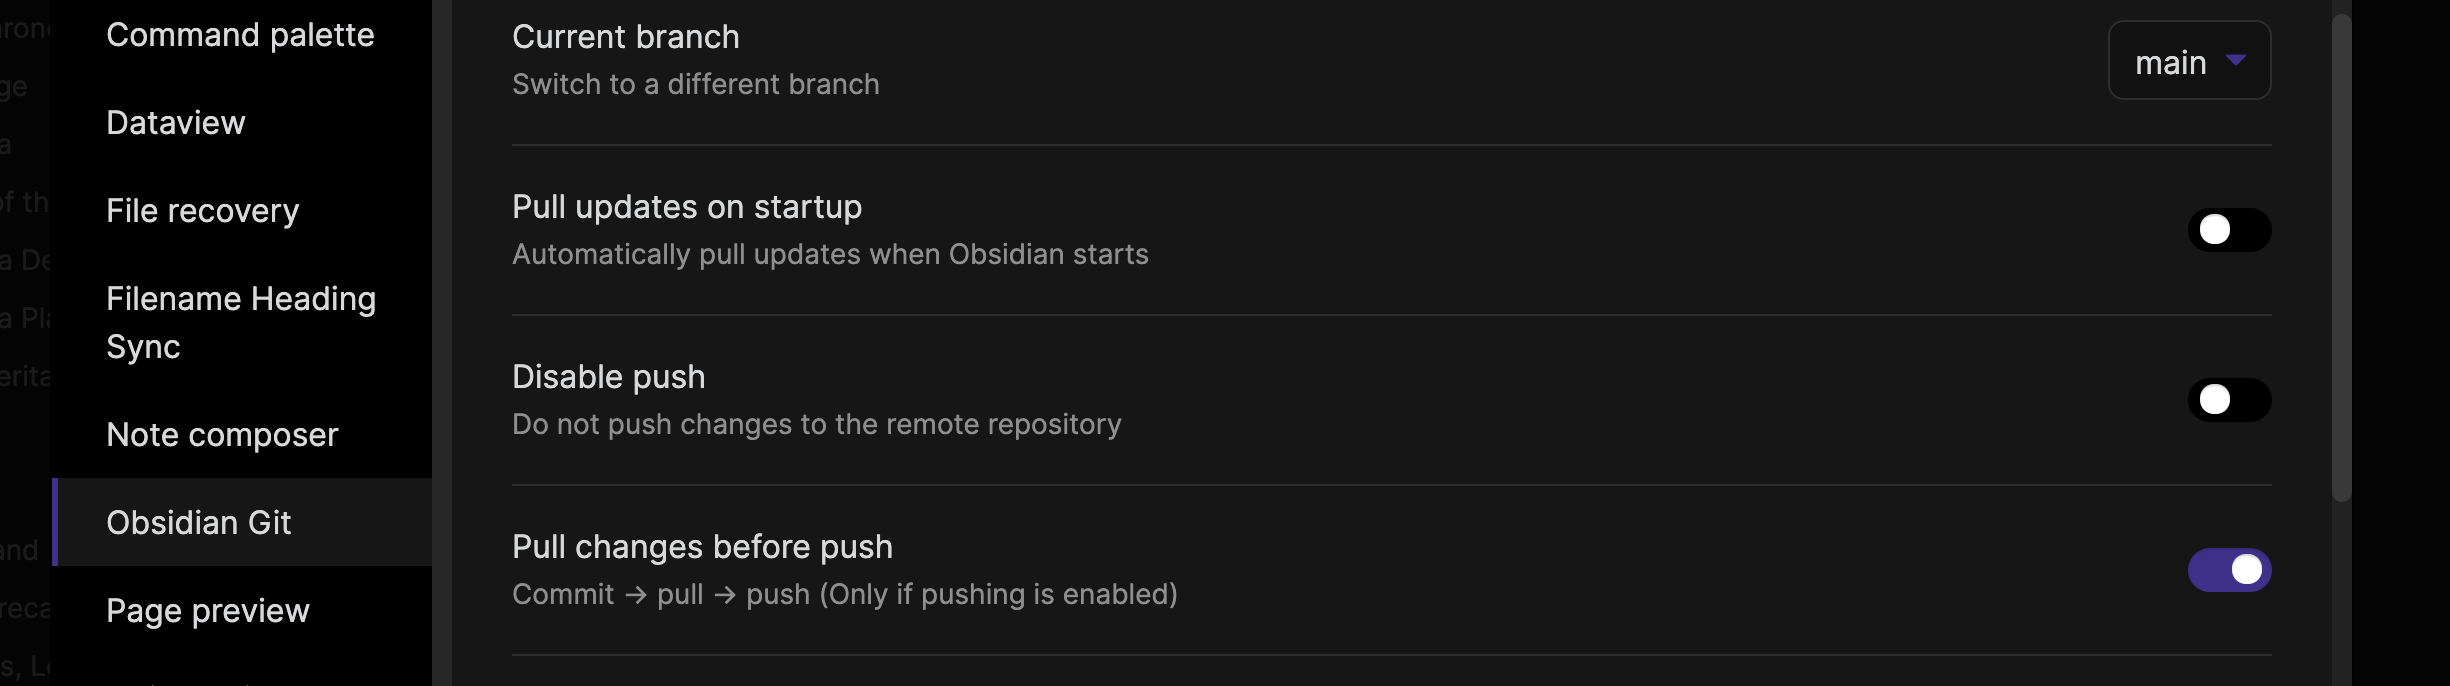 Command palette
Dataview
File recovery
Filename Heading
Sync
Note composer
Obsidian Git
Page preview
Current branch
Switch to a different branch
main
Pull updates on startup
Automatically pull updates when Obsidian starts
Disable push
Do not push changes to the remote repository
Pull changes before push
Commit → pull → push (Only if pushing is enabled)